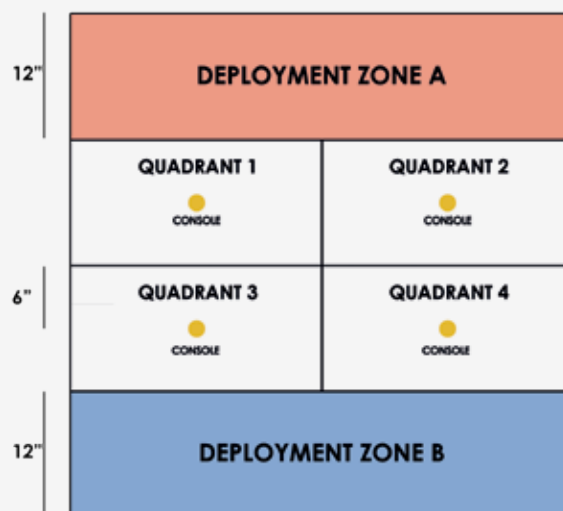 12"
DEPLOYMENT ZONE A
QUADRANT 1
QUADRANT 2
CONSOLE
CONSOLE
6"
QUADRANT 3
QUADRANT 4
CONSOLE
CONSOLE
12"
DEPLOYMENT ZONE B